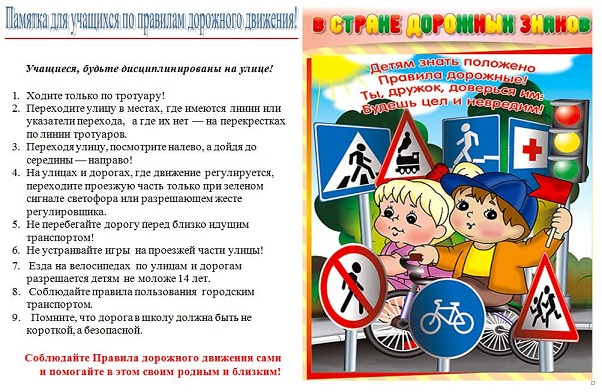 Памятка для учащихся по правилам дорожного движения!
Учащиеся, будьте дисциплинированы на улице!
1. Ходите только по тротуару!
2. Переходите улицу в местах, где имеются линии или
указатели перехода, а где их нет — на перекрестках
по линии тротуаров.
3. Переходя улицу, посмотрите налево, а дойдя до
середины — направо!
4. На улицах и дорогах, где движение регулируется,
переходите проезжую часть только при зеленом
сигнале светофора или разрешающем жесте
регулировщика.
5. Не перебегайте дорогу перед близко идущим
транспортом!
6. Не устраивайте игры на проезжей части улицы!
7. Езда на велосипедах по улицам и дорогам
разрешается детям не моложе 14 лет.
8. Соблюдайте правила пользования городским
транспортом.
9. Помните, что дорога в школу должна быть не
короткой, а безопасной.
Соблюдайте Правила дорожного движения сами
и помогайте в этом своим родным и близким!
В СТРАНЕ ДОРОЖНЫХ ЗНАКОВ
Детям знать положено
Правила дорожные!
Ты, дружок, доверься им:
Будешь цел и невредим!